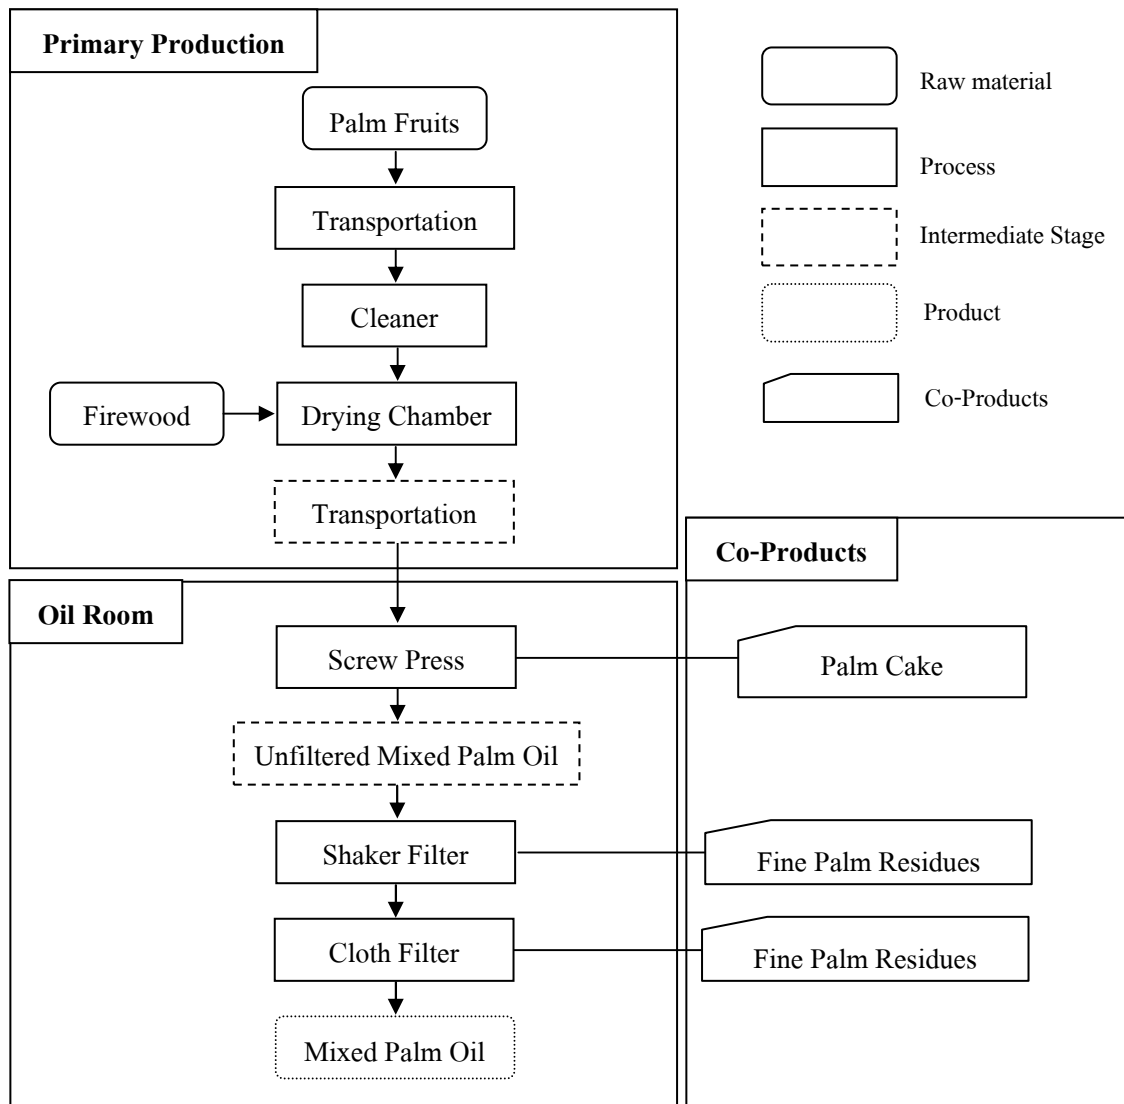 Primary Production
Palm Fruits
Transportation
Cleaner
Firewood
Drying Chamber
Transportation
Raw material
Process
Intermediate Stage
Product
Co-Products
Oil Room
Screw Press
Unfiltered Mixed Palm Oil
Shaker Filter
Cloth Filter
Mixed Palm Oil
Co-Products
Palm Cake
Fine Palm Residues
Fine Palm Residues